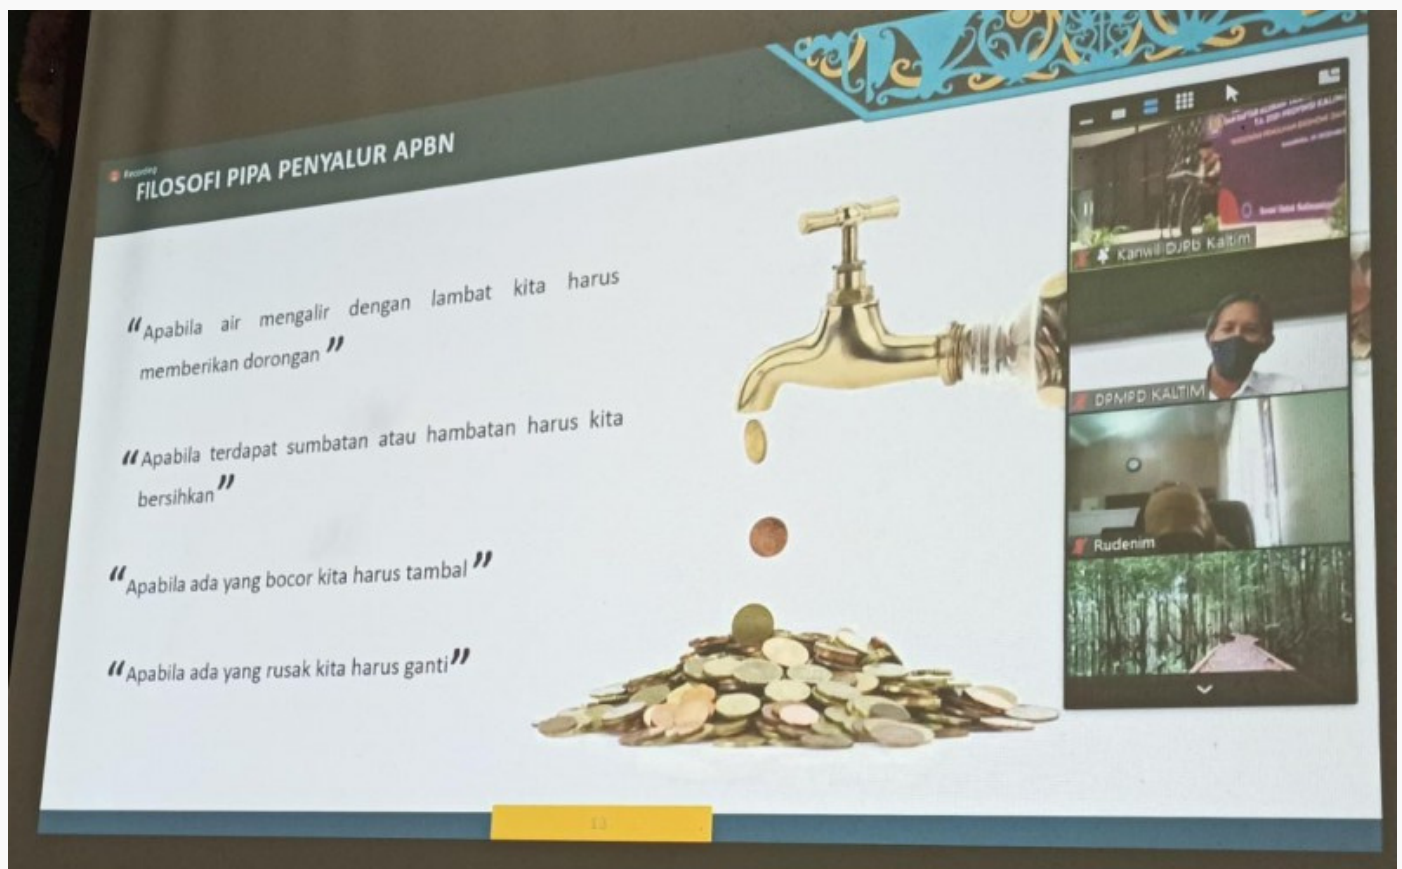 Recording
FILOSOFI PIPA PENYALUR APBN
“Apabila air mengalir dengan lambat kita harus
memberikan dorongan”
“Apabila terdapat sumbatan atau hambatan harus kita
bersihkan”
“Apabila ada yang bocor kita harus tambal”
“Apabila ada yang rusak kita harus ganti”
13
Kanwil DJPb Kaltim
DPMPD KALTIM
Rudenim